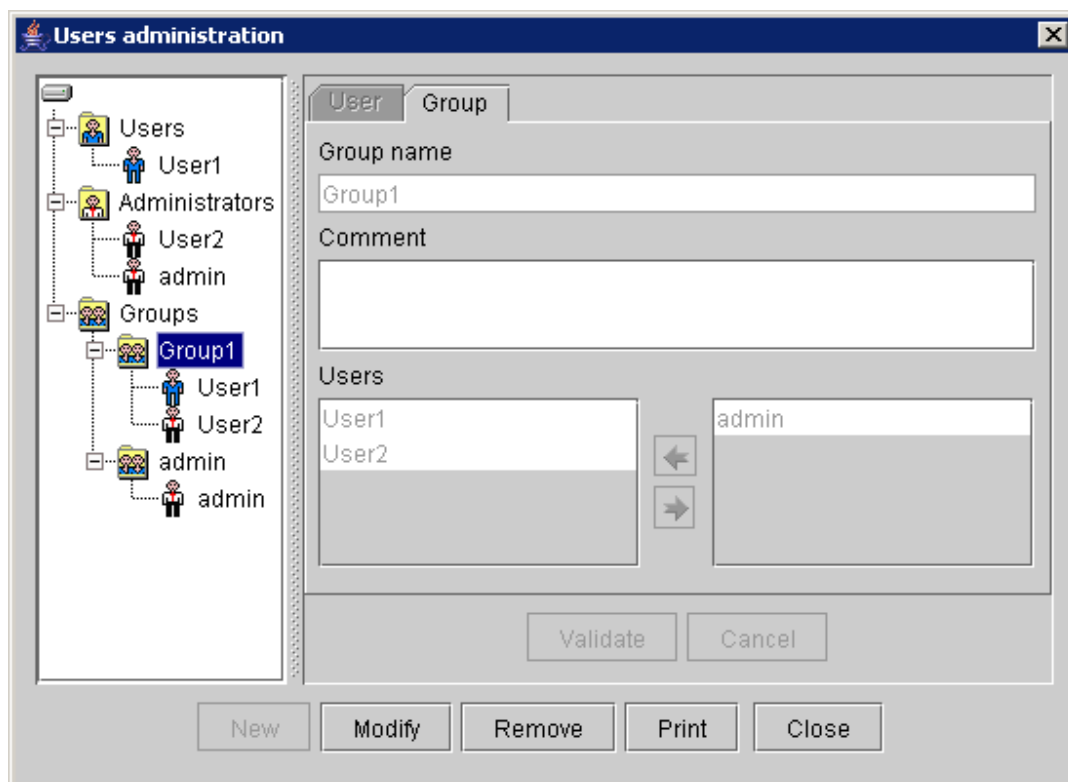 Users administration
Users
User1
Administrators
User2
admin
Groups
Group1
User1
User2
admin
admin
User Group
Group name
Group1
Comment
Users
User1
User2
admin
Validate Cancel
New Modify Remove Print Close